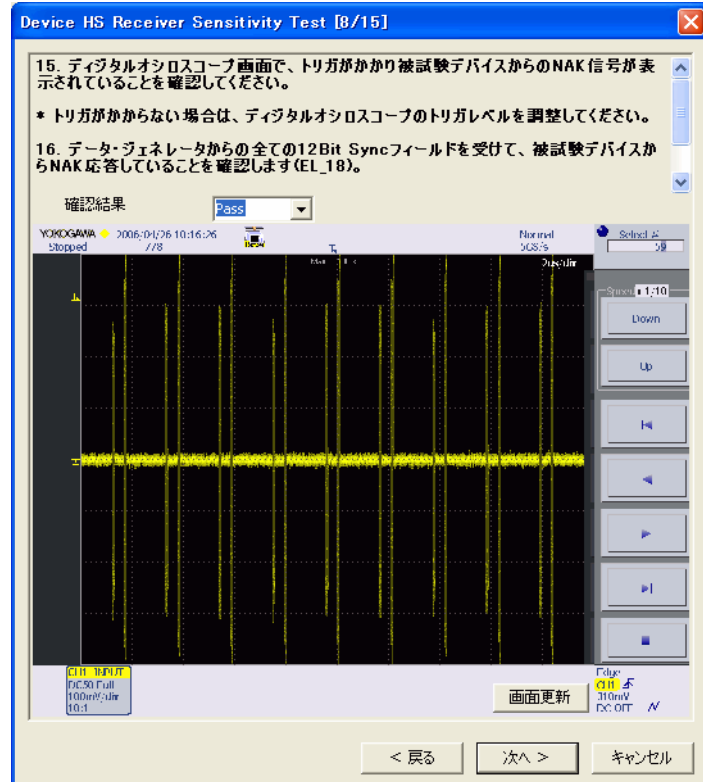 Device HS Receiver Sensitivity Test [8/15]
15. ディジタルオシロスコープ画面で、トリガがかかり被試験デバイスからのNAK信号が表
示されていることを確認してください。
* トリガがかからない場合は、ディジタルオシロスコープのトリガレベルを調整してください。
16. データ・ジェネレータからの全ての12Bit Syncフィールドを受けて、被試験デバイスか
らNAK応答していることを確認します(EL_18)。
確認結果
Pass
YOKOGAWA 2006/04/26 10:16:26
Normal
Stopped
5GS/s
1/10
Down
Up
CH1 INPUT
DC50 Full
100mV/div
10:1
画面更新
Edge
CH1
310mV
DC OFF
< 戻る
次へ >
キャンセル